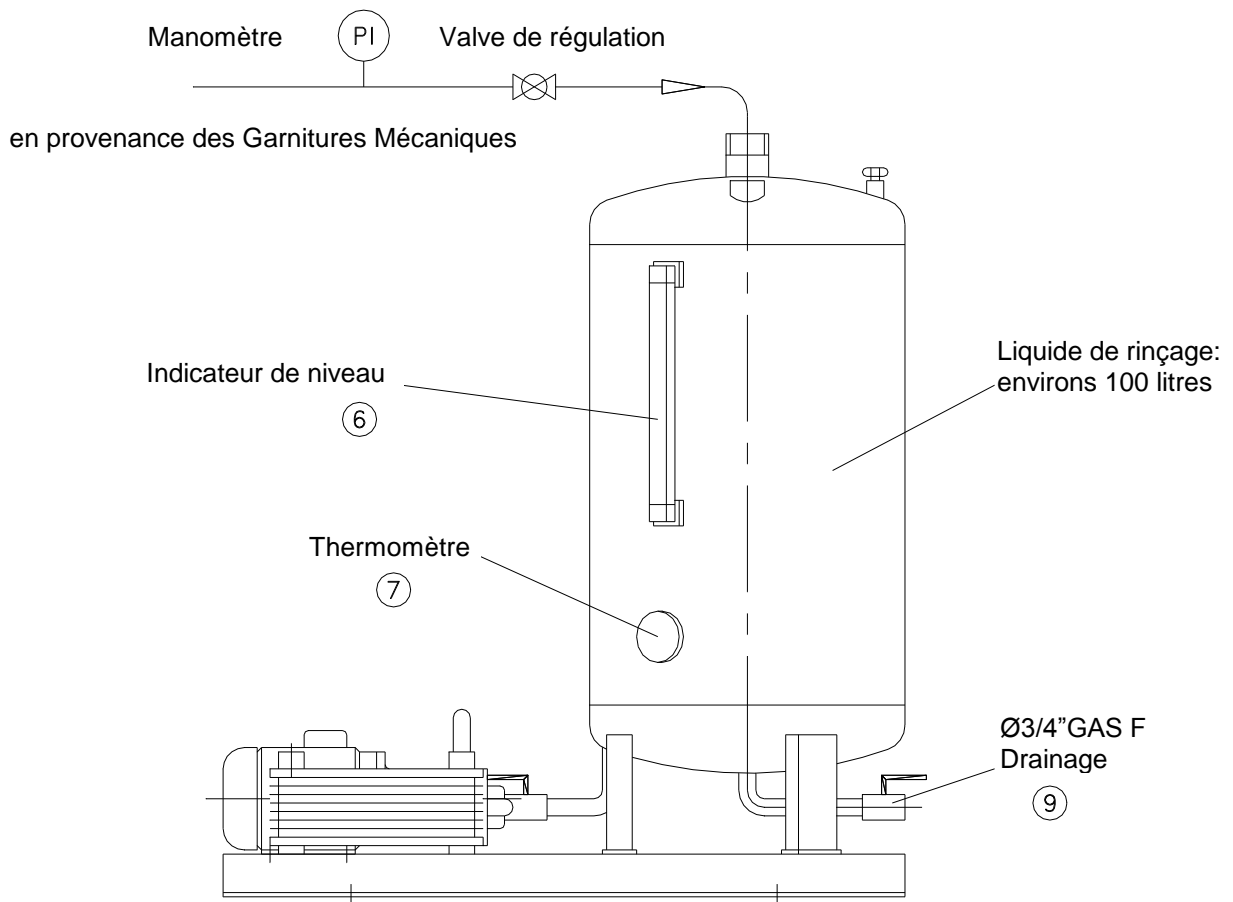 Manomètre
PI
Valve de régulation
en provenance des Garnitures Mécaniques
Indicateur de niveau
6
Liquide de rinçage:
environs 100 litres
Thermomètre
7
Ø3/4”GAS F
Drainage
9